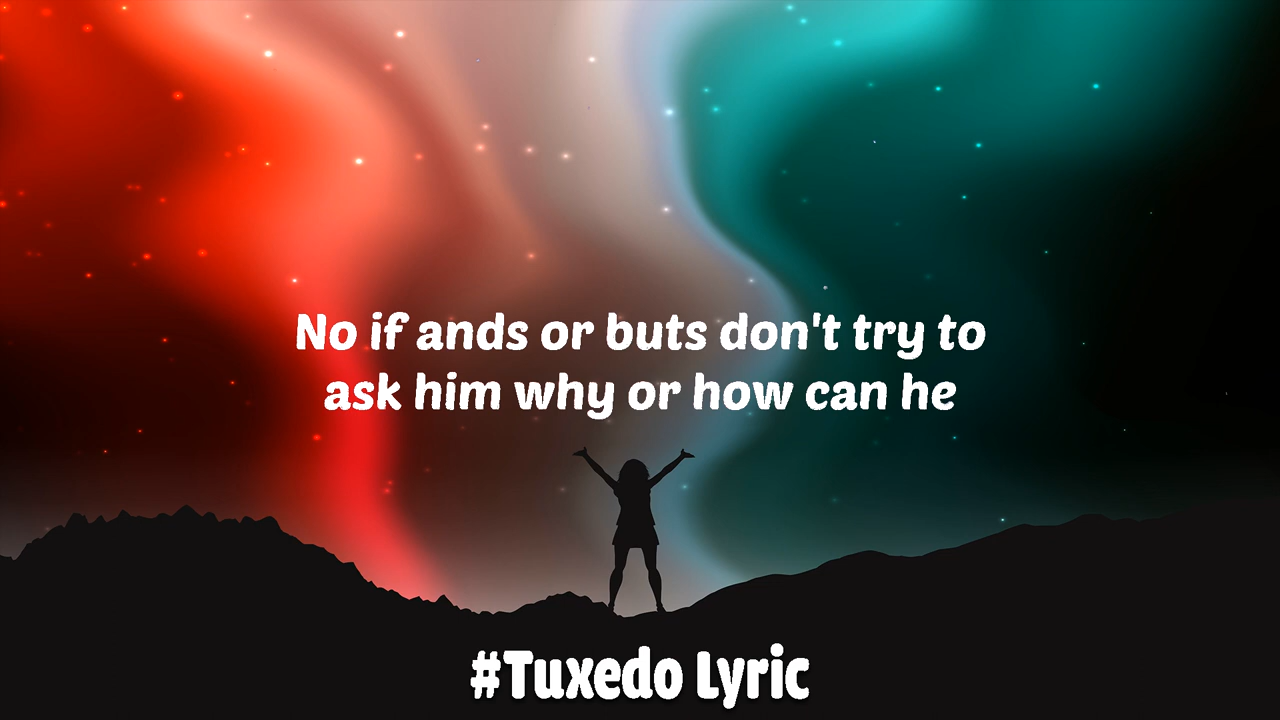 No if ands or buts don't try to
ask him why or how can he
#Tuxedo Lyric